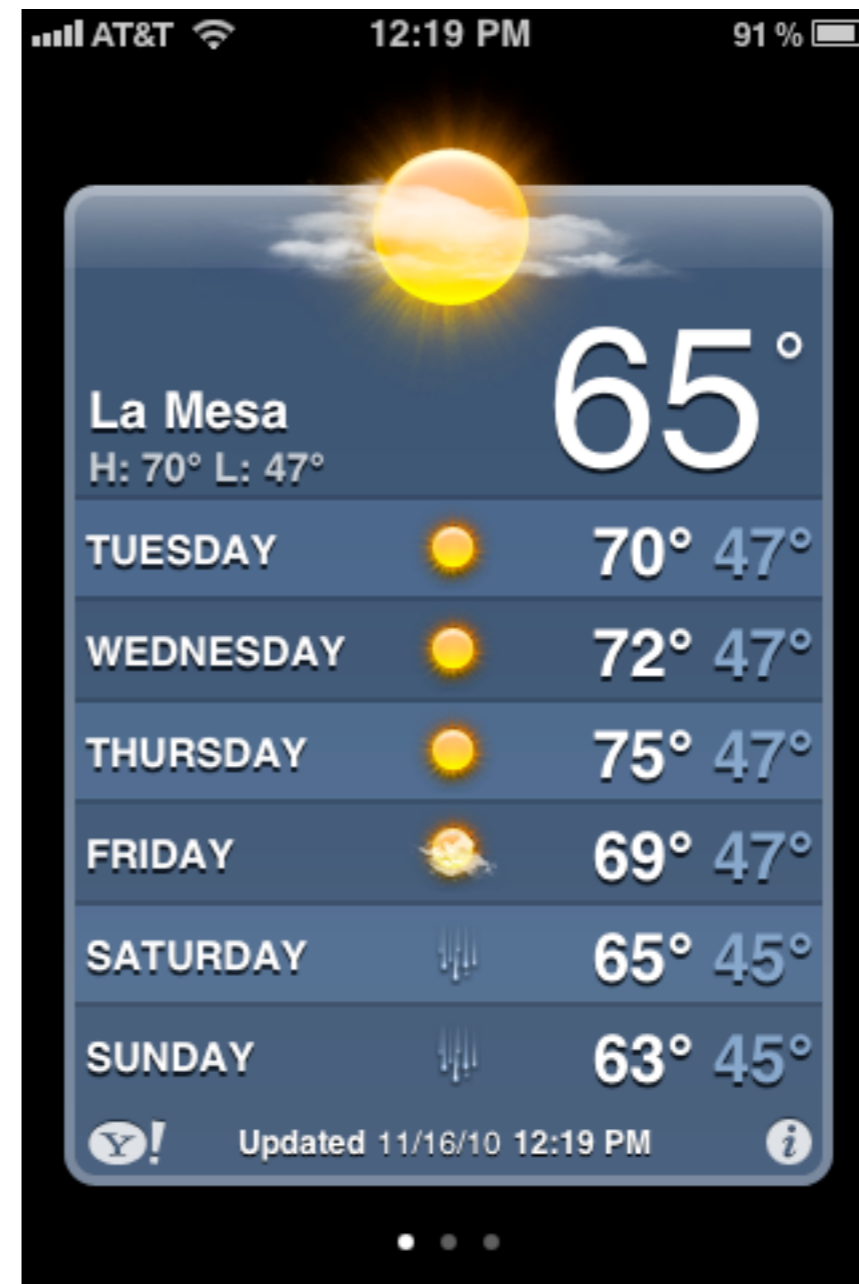 AT&T 12:19 PM 91 %
65°
La Mesa
H: 70° L: 47°
TUESDAY 70° 47°
WEDNESDAY 72° 47°
THURSDAY 75° 47°
FRIDAY 69° 47°
SATURDAY 65° 45°
SUNDAY 63° 45°
Y! Updated 11/16/10 12:19 PM i